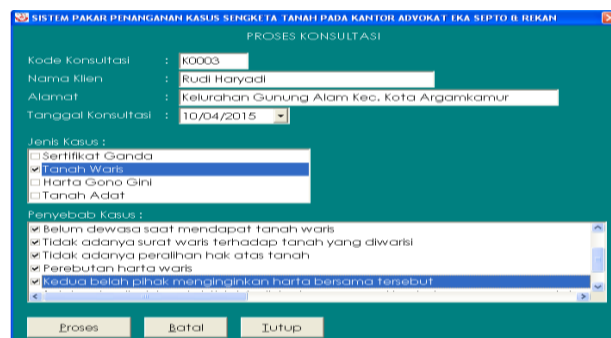 SISTEM PAKAR PENANGANAN KASUS SENGKETA TANAH PADA KANTOR ADVOKAT EKA SEPTO & REKAN
PROSES KONSULTASI
Kode Konsultasi : K0003
Nama Klien : Rudi Haryadi
Alamat : Kelurahan Gunung Alam Kec. Kota Argamkamur
Tanggal Konsultasi : 10/04/2015
Jenis Kasus :
Sertifikat Ganda
Tanah Waris
Harta Gono Gini
Tanah Adat
Penyebab Kasus :
Belum dewasa saat mendapat tanah waris
Tidak adanya surat waris terhadap tanah yang diwarisi
Tidak adanya peralihan hak atas tanah
Perebutan harta waris
Kedua belah pihak menginginkan harta bersama tersebut
Proses Batal Tutup